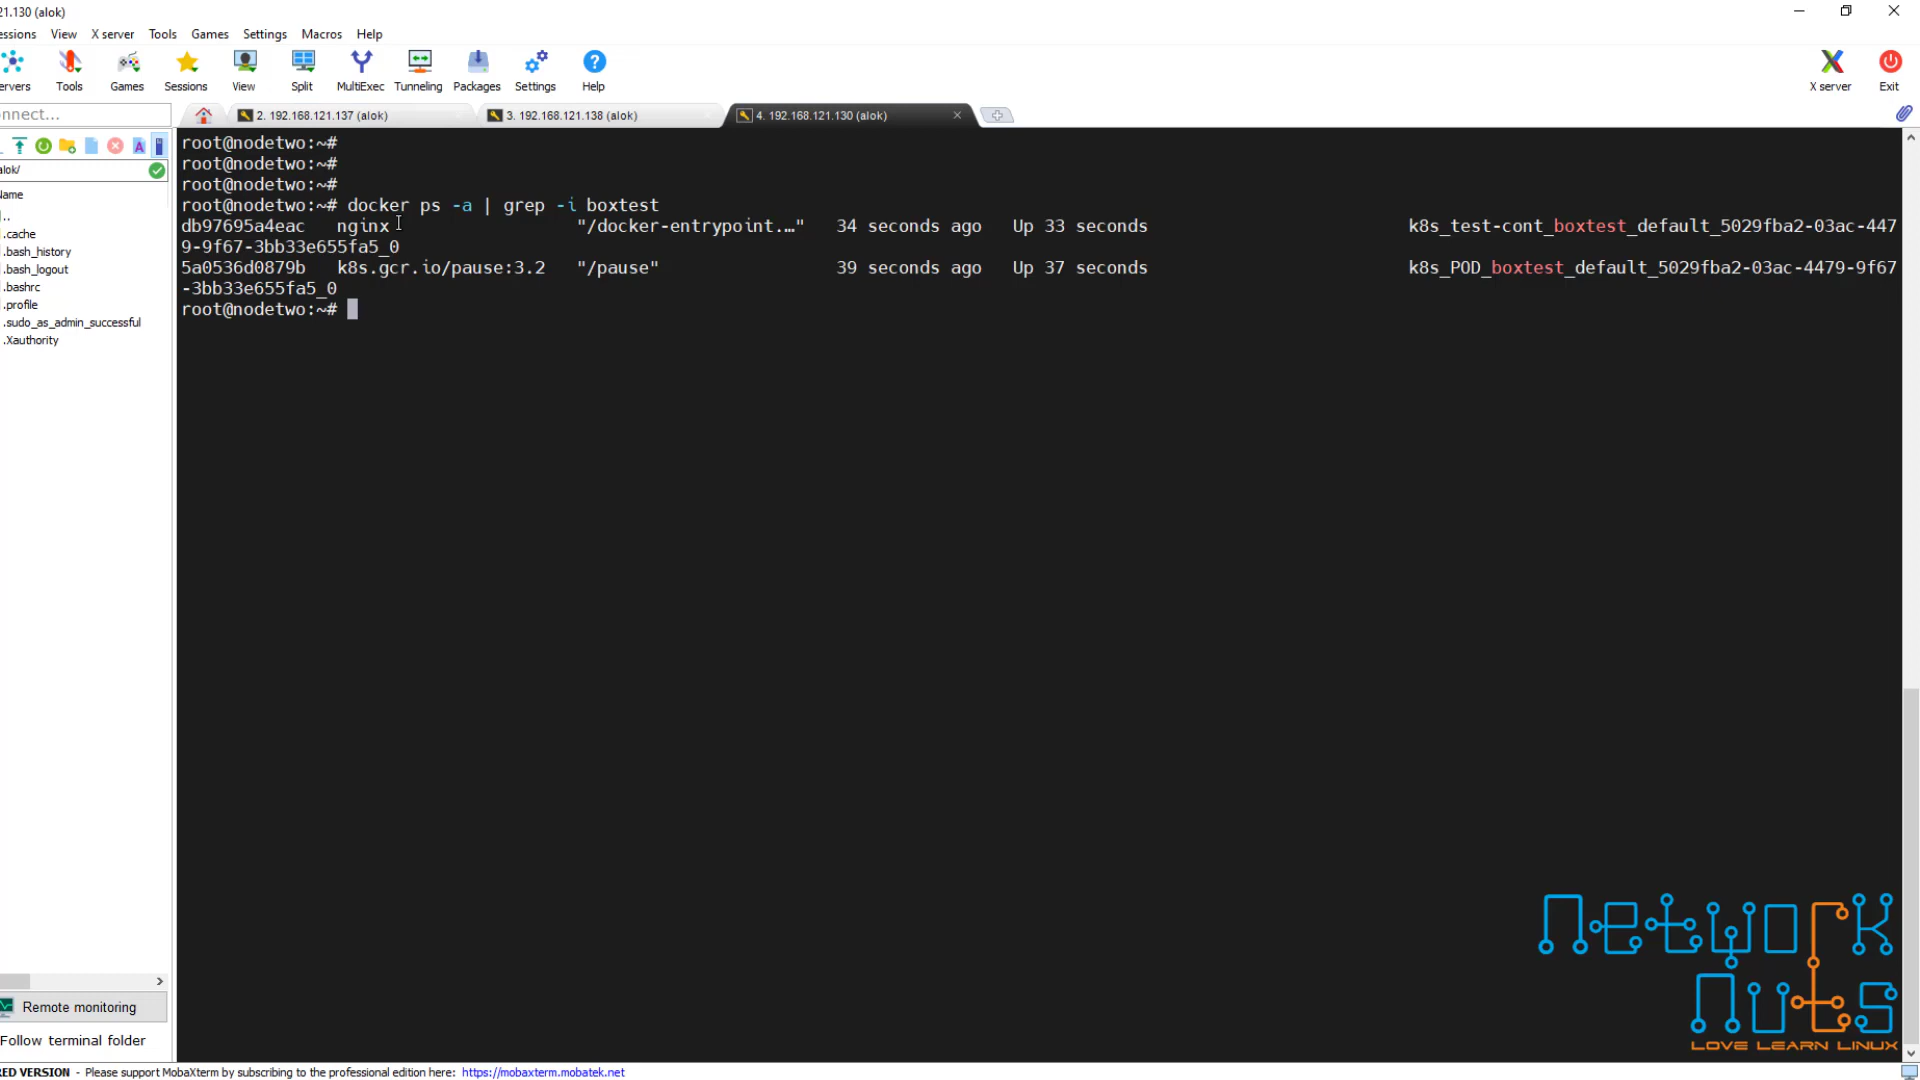 21.130 (alok)
essions View X server Tools Games Settings Macros Help
ervers Tools Games Sessions View Split MultiExec Tunneling Packages Settings Help X server Exit
nnect... 2. 192.168.121.137 (alok) 3. 192.168.121.138 (alok) 4. 192.168.121.130 (alok)
alok/
Name
..
.cache
.bash_history
.bash_logout
.bashrc
.profile
.sudo_as_admin_successful
.Xauthority
root@nodetwo:~#
root@nodetwo:~#
root@nodetwo:~#
root@nodetwo:~# docker ps -a | grep -i boxtest
db97695a4eac nginx "/docker-entrypoint.…" 34 seconds ago Up 33 seconds k8s_test-cont_boxtest_default_5029fba2-03ac-447
9-9f67-3bb33e655fa5_0
5a0536d0879b k8s.gcr.io/pause:3.2 "/pause" 39 seconds ago Up 37 seconds k8s_POD_boxtest_default_5029fba2-03ac-4479-9f67
-3bb33e655fa5_0
root@nodetwo:~#
Remote monitoring
Follow terminal folder
Network
Nuts
LOVE LEARN LINUX
RED VERSION - Please support MobaXterm by subscribing to the professional edition here: https://mobaxterm.mobatek.net